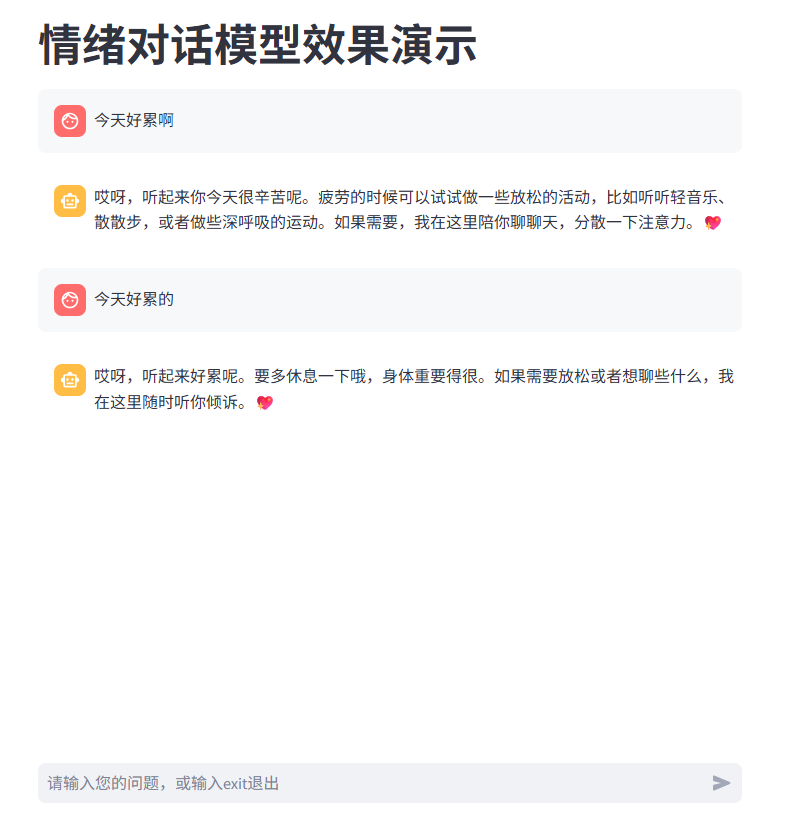 情绪对话模型效果演示
今天好累啊
哎呀，听起来你今天很辛苦呢。疲劳的时候可以试试做一些放松的活动，比如听听轻音乐、
散散步，或者做些深呼吸的运动。如果需要，我在这里陪你聊聊天，分散一下注意力。💖
今天好累的
哎呀，听起来好累呢。要多休息一下哦，身体重要得很。如果需要放松或者想聊些什么，我
在这里随时听你倾诉。💖
请输入您的问题，或输入exit退出